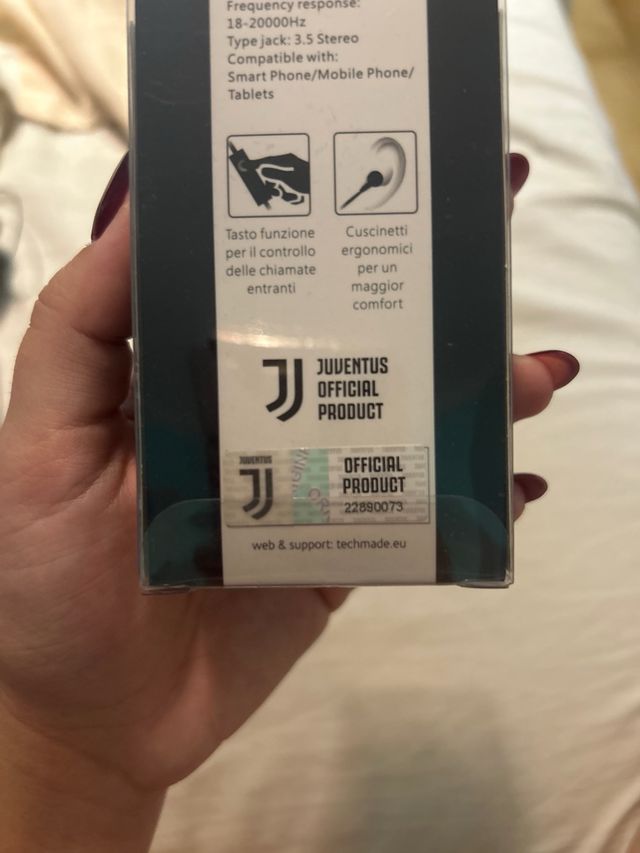 Frequency response:
18-20000Hz
Type jack: 3.5 Stereo
Compatible with:
Smart Phone/Mobile Phone/
Tablets
Tasto funzione
per il controllo
delle chiamate
entranti
Cuscinetti
ergonomici
per un
maggior
comfort
JUVENTUS
OFFICIAL
PRODUCT
JUVENTUS
OFFICIAL
PRODUCT
22890073
web & support: techmade.eu